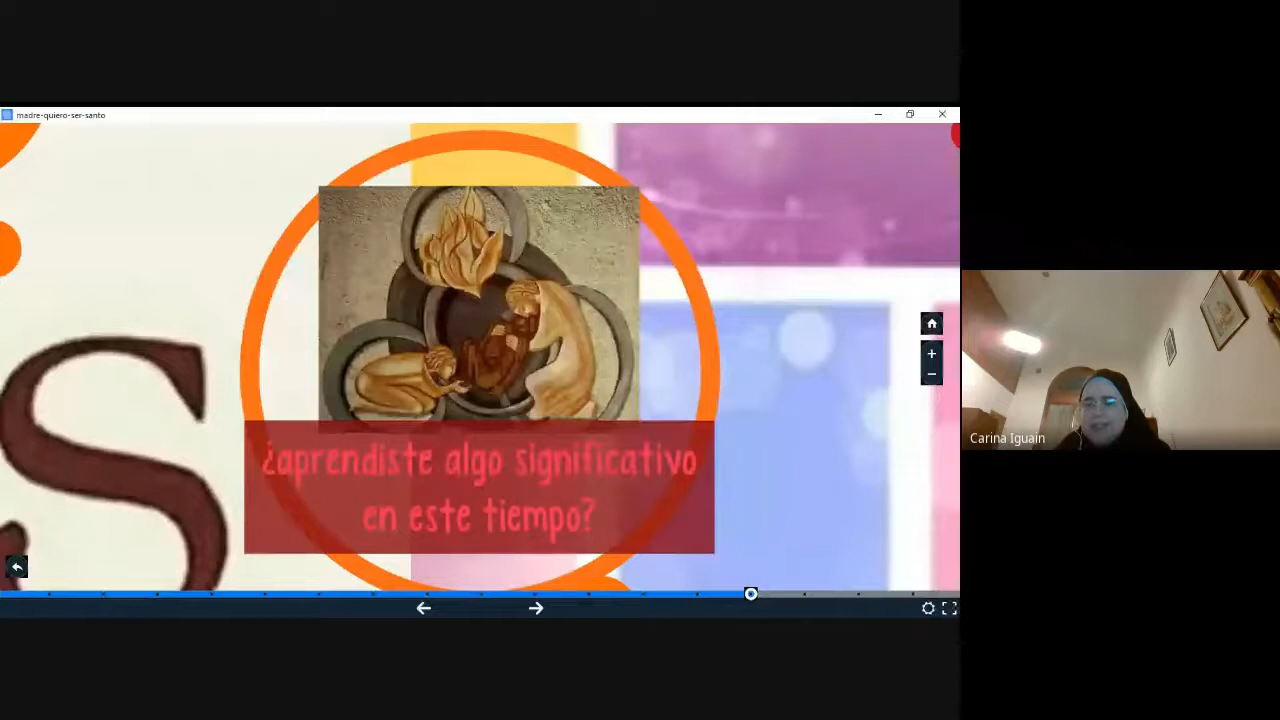 madre-quiero-ser-santo
S
¿aprendiste algo significativo
en este tiempo?
Carina Iguain